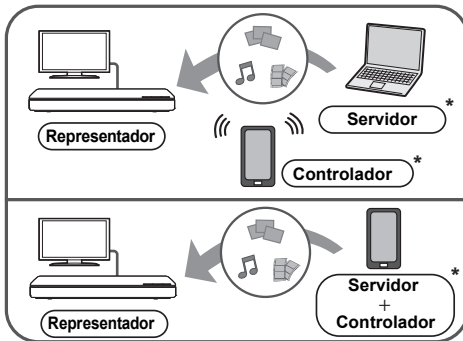 Servidor *
Representador
Controlador *
Servidor *
+
Controlador
Representador